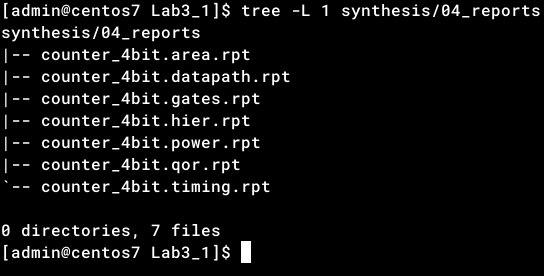 [admin@centos7 Lab3_1]$ tree -L 1 synthesis/04_reports
synthesis/04_reports
|-- counter_4bit.area.rpt
|-- counter_4bit.datapath.rpt
|-- counter_4bit.gates.rpt
|-- counter_4bit.hier.rpt
|-- counter_4bit.power.rpt
|-- counter_4bit.qor.rpt
`-- counter_4bit.timing.rpt

0 directories, 7 files
[admin@centos7 Lab3_1]$